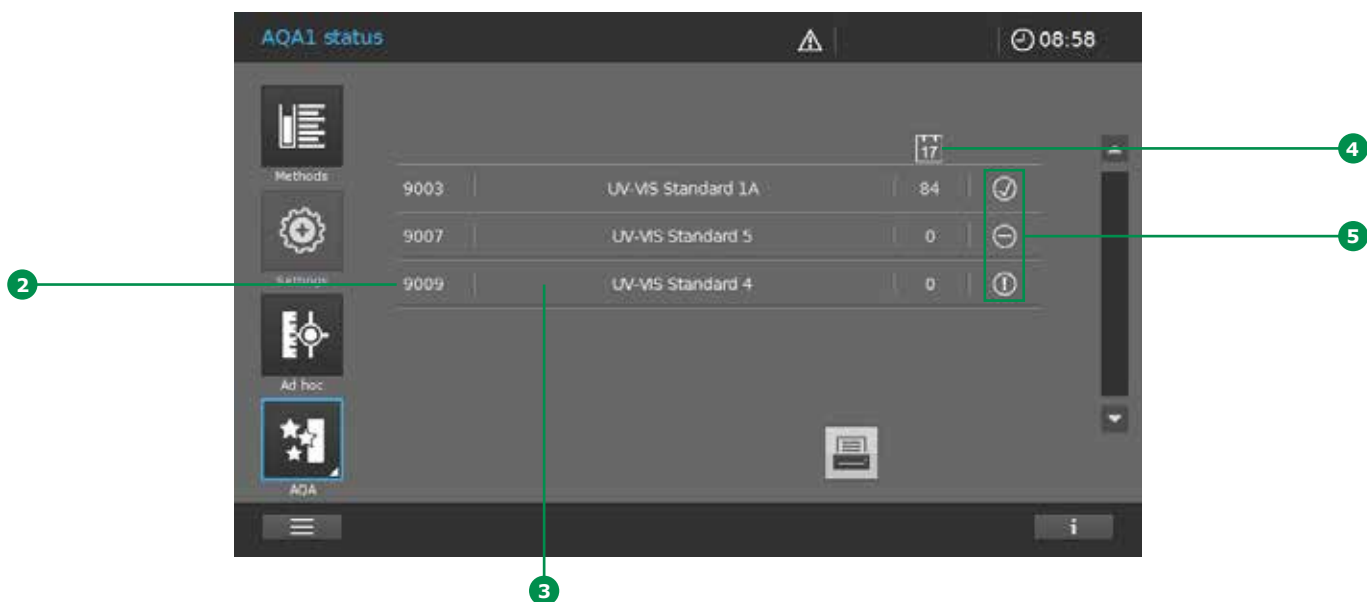 AQA1 status
08:58
17
4
Methods
9003 UV-VIS Standard 1A 84
9007 UV-VIS Standard 5 0
5
Settings
2
9009 UV-VIS Standard 4 0
Ad hoc
AQA
i
3